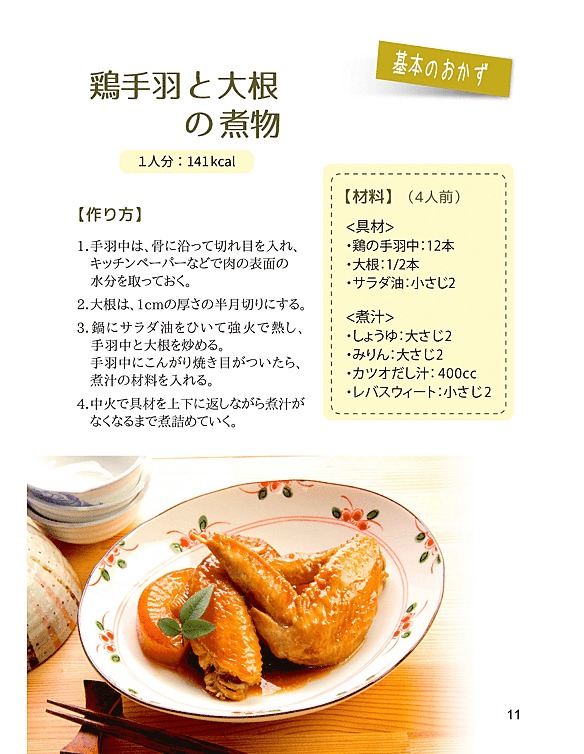 基本のおかず
鶏手羽と大根
の煮物
1人分：141kcal
【作り方】
1.手羽中は、骨に沿って切れ目を入れ、
キッチンペーパーなどで肉の表面の
水分を取っておく。
2.大根は、1cmの厚さの半月切りにする。
3.鍋にサラダ油をひいて強火で熱し、
手羽中と大根を炒める。
手羽中にこんがり焼き目がついたら、
煮汁の材料を入れる。
4.中火で具材を上下に返しながら煮汁が
なくなるまで煮詰めていく。
【材料】（4人前）
<具材>
・鶏の手羽中：12本
・大根：1/2本
・サラダ油：小さじ2
<煮汁>
・しょうゆ：大さじ2
・みりん：大さじ2
・カツオだし汁：400cc
・レバスウィート：小さじ2
11